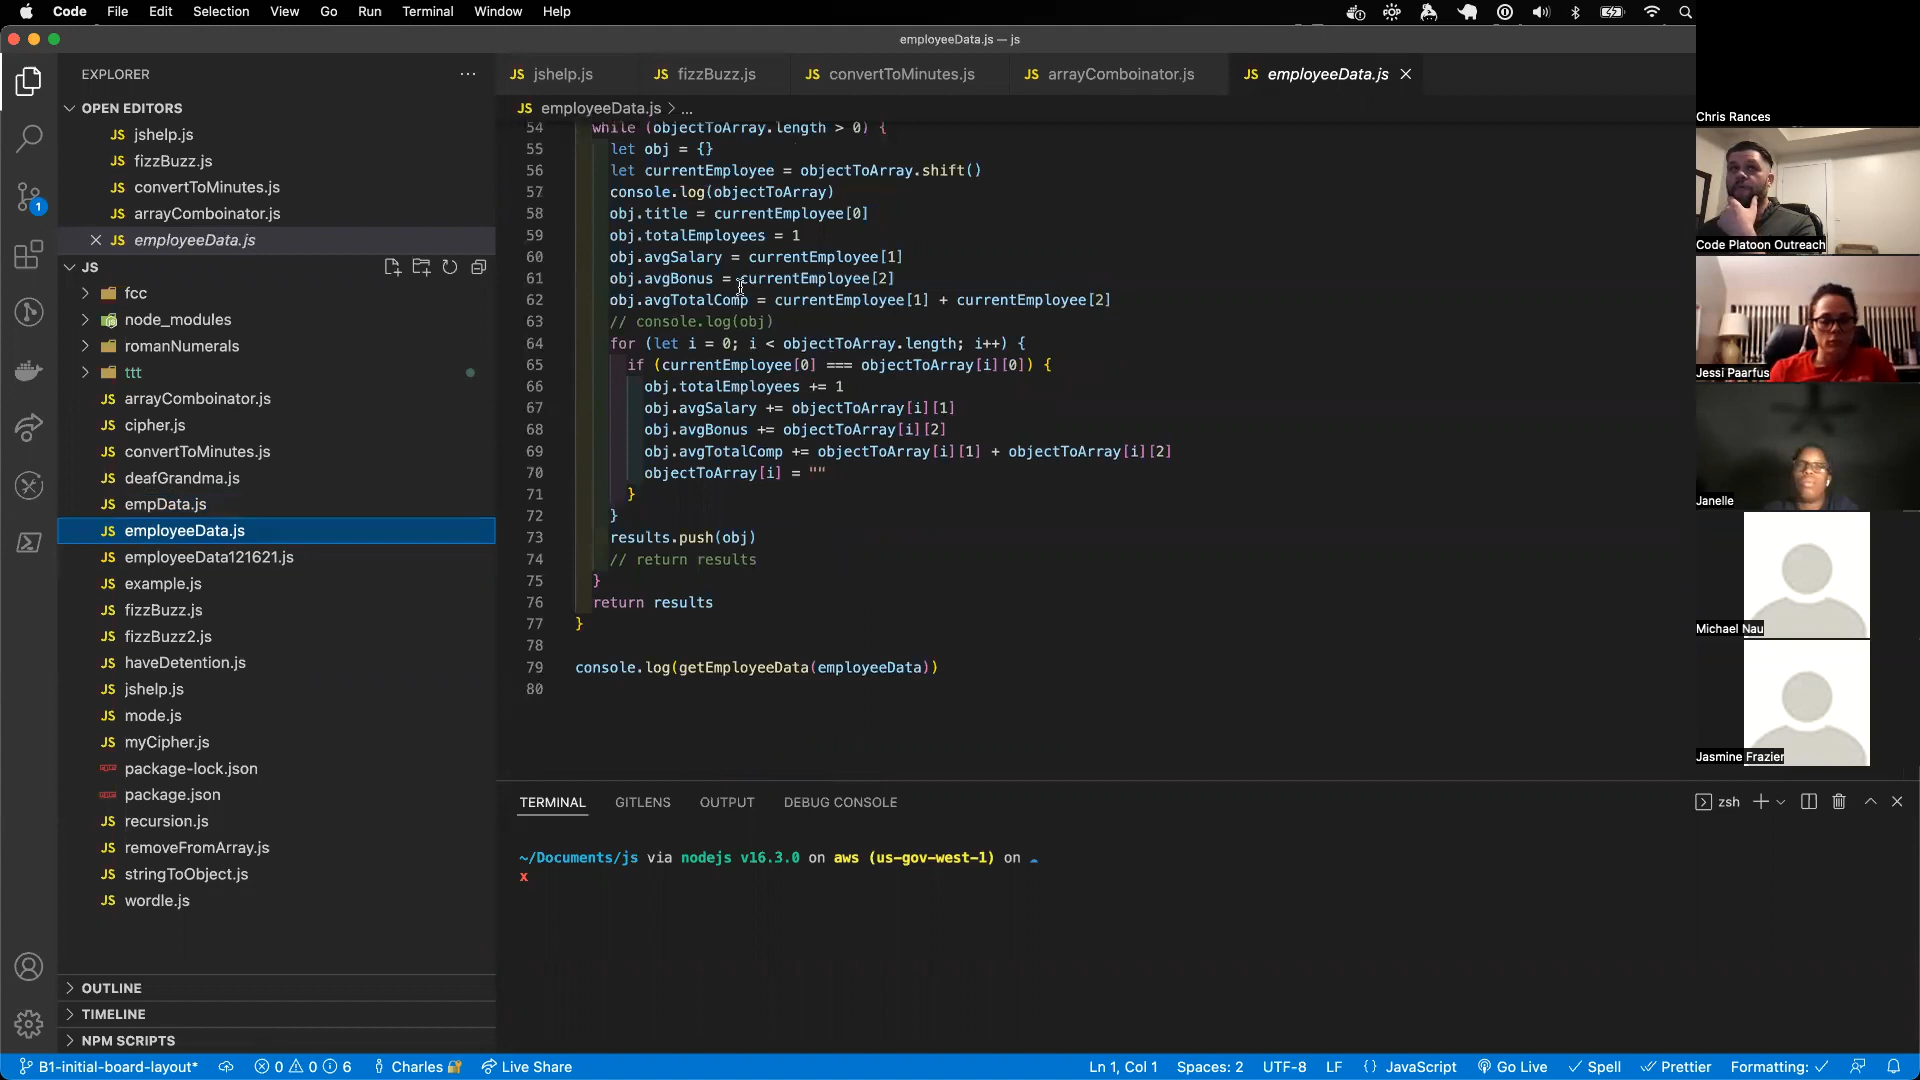 Code File Edit Selection View Go Run Terminal Window Help
employeeData.js — js
EXPLORER
OPEN EDITORS
JS jshelp.js
JS fizzBuzz.js
JS convertToMinutes.js
JS arrayComboinator.js
JS employeeData.js
JS
fcc
node_modules
romanNumerals
ttt
JS arrayComboinator.js
JS cipher.js
JS convertToMinutes.js
JS deafGrandma.js
JS empData.js
JS employeeData.js
JS employeeData121621.js
JS example.js
JS fizzBuzz.js
JS fizzBuzz2.js
JS haveDetention.js
JS jshelp.js
JS mode.js
JS myCipher.js
package-lock.json
package.json
JS recursion.js
JS removeFromArray.js
JS stringToObject.js
JS wordle.js
OUTLINE
TIMELINE
NPM SCRIPTS
1
JS jshelp.js JS fizzBuzz.js JS convertToMinutes.js JS arrayComboinator.js JS employeeData.js
JS employeeData.js > ...
54 while (objectToArray.length > 0) {
55 let obj = {}
56 let currentEmployee = objectToArray.shift()
57 console.log(objectToArray)
58 obj.title = currentEmployee[0]
59 obj.totalEmployees = 1
60 obj.avgSalary = currentEmployee[1]
61 obj.avgBonus = currentEmployee[2]
62 obj.avgTotalComp = currentEmployee[1] + currentEmployee[2]
63 // console.log(obj)
64 for (let i = 0; i < objectToArray.length; i++) {
65 if (currentEmployee[0] === objectToArray[i][0]) {
66 obj.totalEmployees += 1
67 obj.avgSalary += objectToArray[i][1]
68 obj.avgBonus += objectToArray[i][2]
69 obj.avgTotalComp += objectToArray[i][1] + objectToArray[i][2]
70 objectToArray[i] = ""
71 }
72 }
73 results.push(obj)
74 // return results
75 }
76 return results
77 }
78
79 console.log(getEmployeeData(employeeData))
80
TERMINAL GITLENS OUTPUT DEBUG CONSOLE
zsh
~/Documents/js via nodejs v16.3.0 on aws (us-gov-west-1) on
x
Chris Rances
Code Platoon Outreach
Jessi Paarfus
Janelle
Michael Nau
Jasmine Frazier
B1-initial-board-layout* 0 0 6 Charles Live Share Ln 1, Col 1 Spaces: 2 UTF-8 LF {} JavaScript Go Live Spell Prettier Formatting: